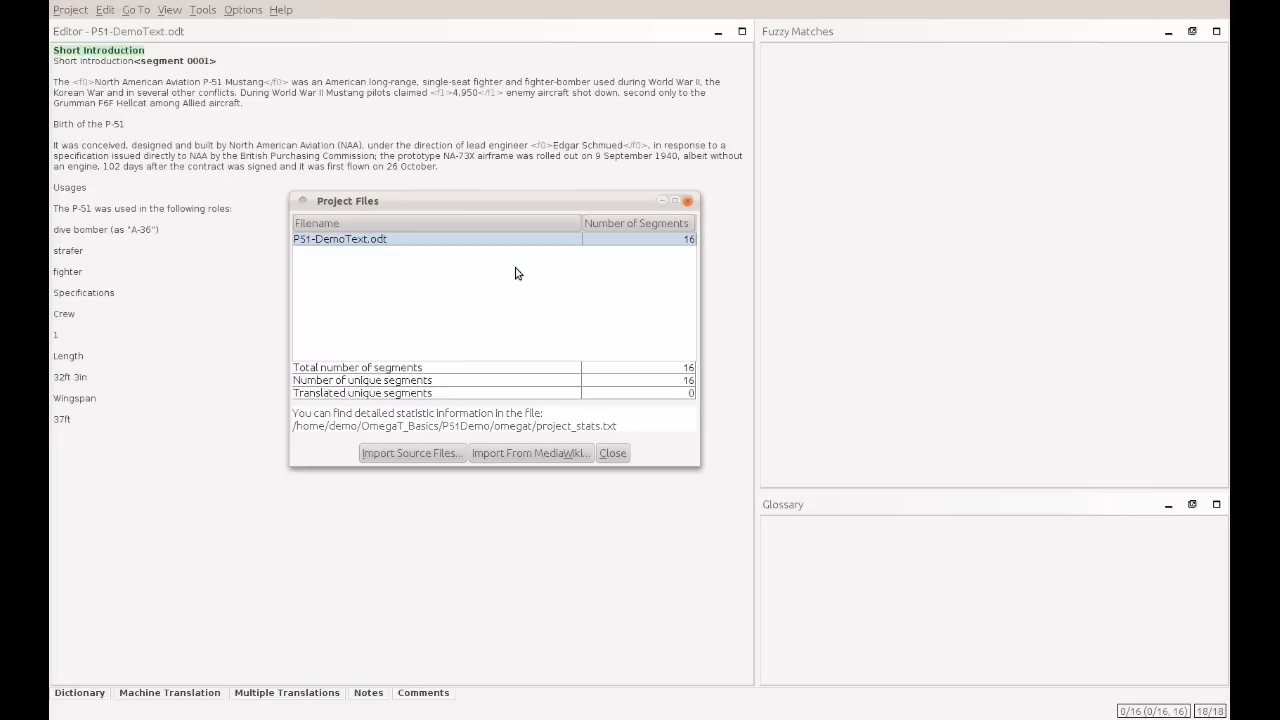 Project Edit Go To View Tools Options Help
Editor - P51-DemoText.odt
Short Introduction
Short Introduction<segment 0001>
The <f0>North American Aviation P-51 Mustang</f0> was an American long-range, single-seat fighter and fighter-bomber used during World War II, the
Korean War and in several other conflicts. During World War II Mustang pilots claimed <f1>4,950</f1> enemy aircraft shot down, second only to the
Grumman F6F Hellcat among Allied aircraft.
Birth of the P-51
It was conceived, designed and built by North American Aviation (NAA), under the direction of lead engineer <f0>Edgar Schmued</f0>, in response to a
specification issued directly to NAA by the British Purchasing Commission; the prototype NA-73X airframe was rolled out on 9 September 1940, albeit without
an engine, 102 days after the contract was signed and it was first flown on 26 October.
Usages
The P-51 was used in the following roles:
dive bomber (as "A-36")
strafer
fighter
Specifications
Crew
1
Length
32ft 3in
Wingspan
37ft
Project Files
Filename Number of Segments
P51-DemoText.odt 16
Total number of segments 16
Number of unique segments 16
Translated unique segments 0
You can find detailed statistic information in the file:
/home/demo/OmegaT_Basics/P51Demo/omegat/project_stats.txt
Import Source Files... Import From MediaWiki... Close
Fuzzy Matches
Glossary
Dictionary Machine Translation Multiple Translations Notes Comments
0/16 (0/16, 16) 18/18